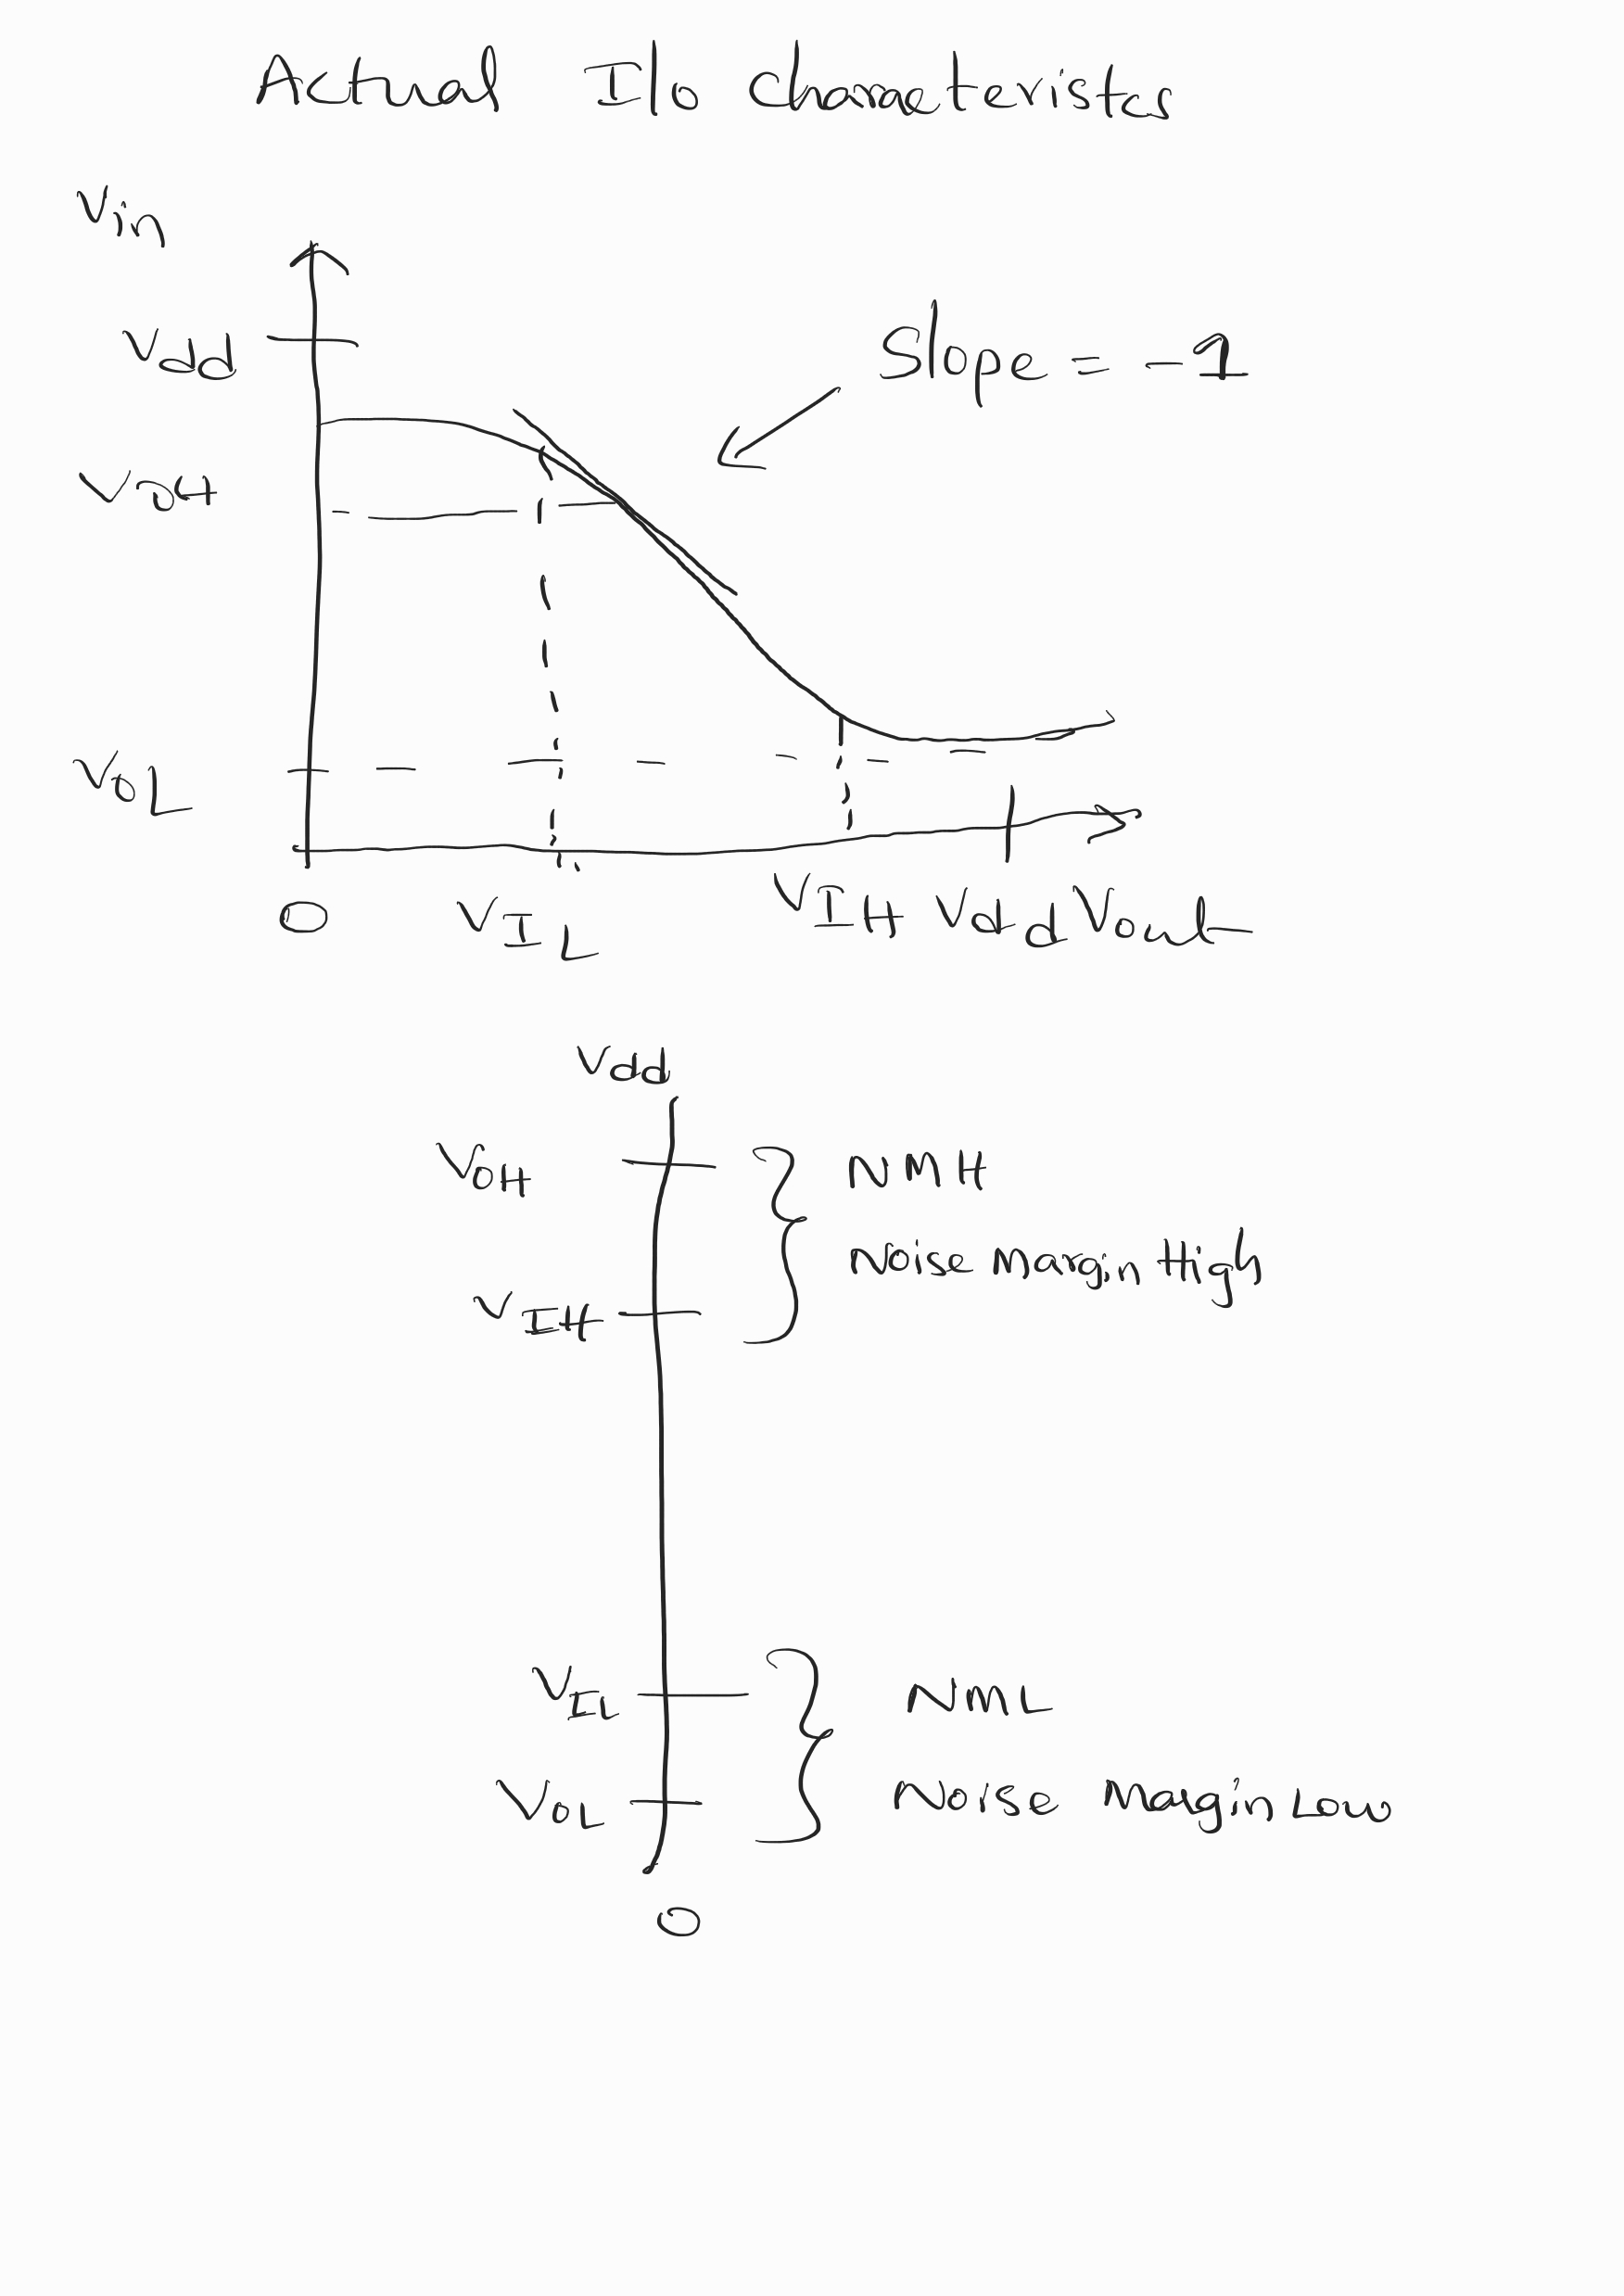 Actual I/o characteristcs
Vin
Vdd
Slope = -1
VOH
VOL
0 VIL VIH Vdd Vout
Vdd
VOH
NMH
Noise Margin High
VIH
VIL
NML
VOL
Noise Margin Low
0